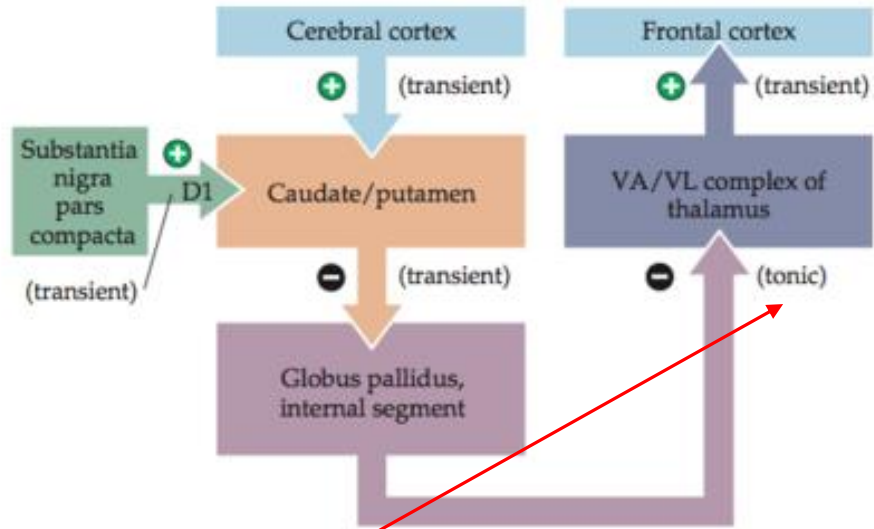 Cerebral cortex
Frontal cortex
(transient)
(transient)
Substantia
nigra
pars
compacta
D1
Caudate/putamen
VA/VL complex of
thalamus
(transient)
(transient)
(tonic)
Globus pallidus,
internal segment